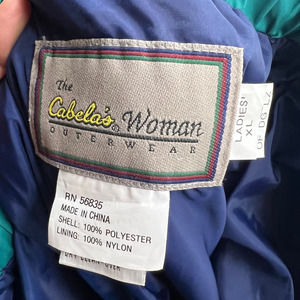 The
Cabela's® Woman
OUTERWEAR
LADIES'
XL
RN 56835
MADE IN CHINA
SHELL: 100% POLYESTER
LINING: 100% NYLON